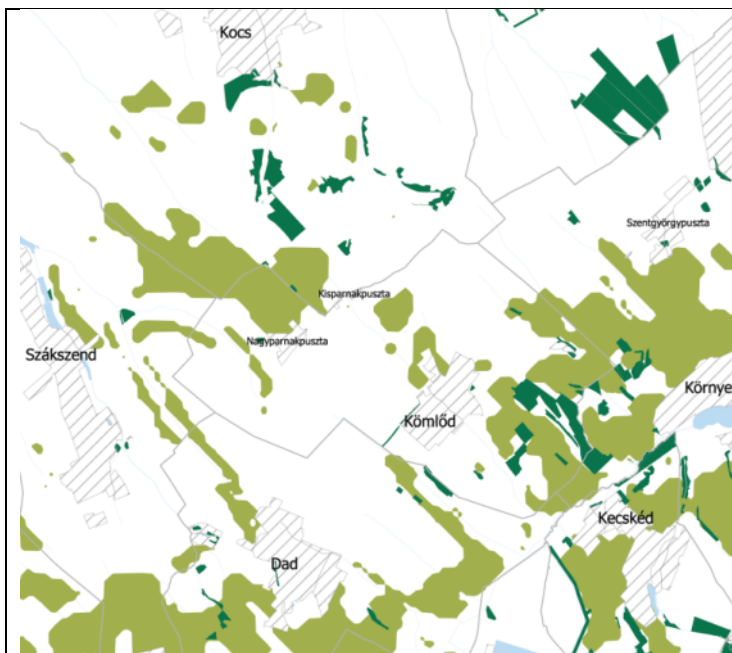 Kocs
Szentgyörgypuszta
Kisparnakpuszta
Nagyparnakpuszta
Szákszend
Környe
Kömlőd
Kecskéd
Dad